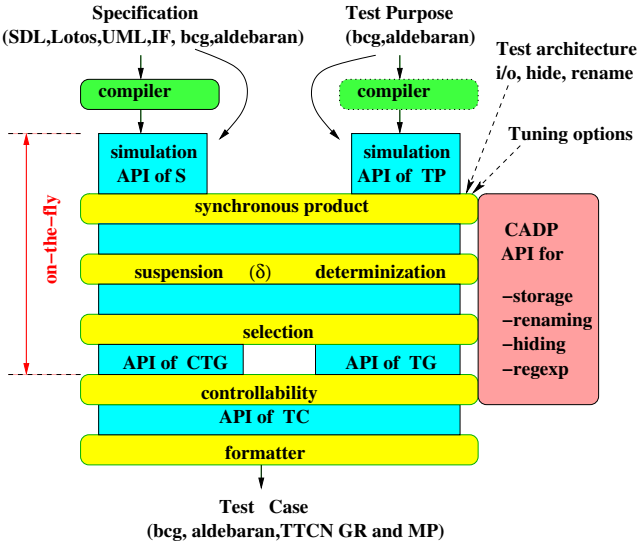 Specification
(SDL,Lotos,UML,IF, bcg,aldebaran)
Test Purpose
(bcg,aldebaran)
Test architecture
i/o, hide, rename
compiler
compiler
Tuning options
simulation
API of S
simulation
API of TP
on-the-fly
synchronous product
CADP
API for
-storage
-renaming
-hiding
-regexp
suspension (δ) determinization
selection
API of CTG
API of TG
controllability
API of TC
formatter
Test Case
(bcg, aldebaran,TTCN GR and MP)